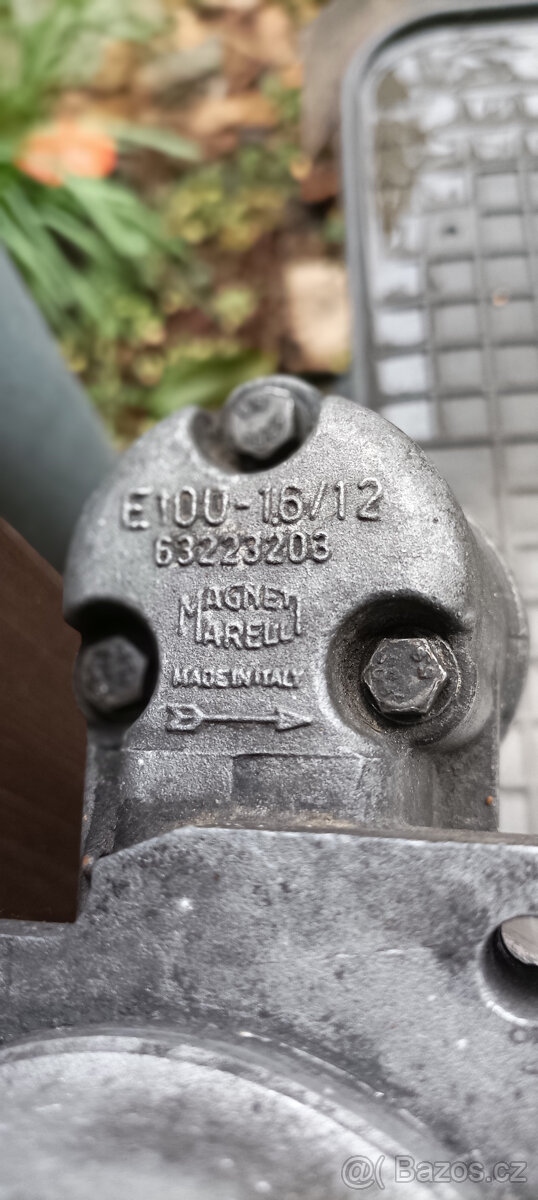 E100-1.6/12
63223203
MAGNETI
MARELLI
MADE IN ITALY
@( Bazos.cz